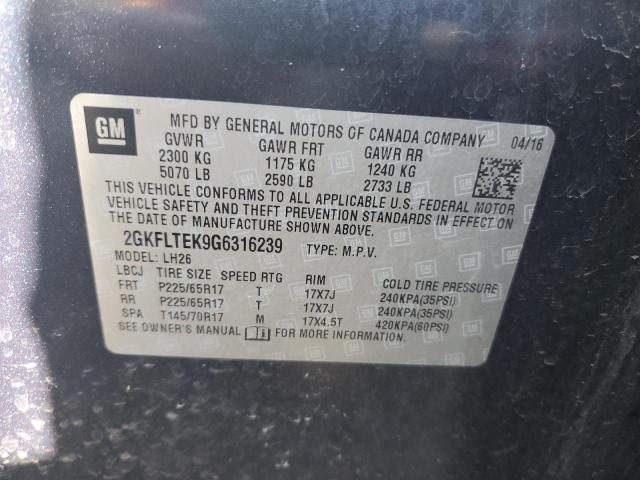 GM
MFD BY GENERAL MOTORS OF CANADA COMPANY 04/16
GVWR GAWR FRT GAWR RR
2300 KG 1175 KG 1240 KG
5070 LB 2590 LB 2733 LB
THIS VEHICLE CONFORMS TO ALL APPLICABLE U.S. FEDERAL MOTOR
VEHICLE SAFETY AND THEFT PREVENTION STANDARDS IN EFFECT ON
THE DATE OF MANUFACTURE SHOWN ABOVE.
2GKFLTEK9G6316239 TYPE: M.P.V.
LH26
LBCJ TIRE SIZE SPEED RTG RIM COLD TIRE PRESSURE
FRT P225/65R17 T 17X7J 240KPA(35PSI)
RR P225/65R17 T 17X7J 240KPA(35PSI)
SPA T145/70R17 M 17X4.5T 420KPA(60PSI)
SEE OWNER'S MANUAL FOR MORE INFORMATION.